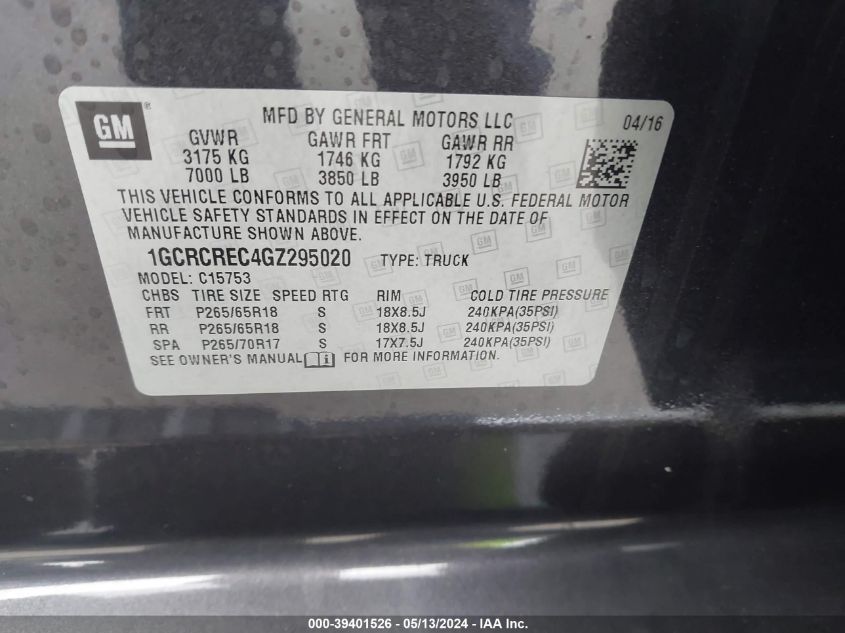 GM ®
MFD BY GENERAL MOTORS LLC 04/16
GVWR GAWR FRT GAWR RR
3175 KG 1746 KG 1792 KG
7000 LB 3850 LB 3950 LB
THIS VEHICLE CONFORMS TO ALL APPLICABLE U.S. FEDERAL MOTOR
VEHICLE SAFETY STANDARDS IN EFFECT ON THE DATE OF
MANUFACTURE SHOWN ABOVE.
1GCRCREC4GZ295020 TYPE: TRUCK
MODEL: C15753
CHBS TIRE SIZE SPEED RTG RIM COLD TIRE PRESSURE
FRT P265/65R18 S 18X8.5J 240KPA(35PSI)
RR P265/65R18 S 18X8.5J 240KPA(35PSI)
SPA P265/70R17 S 17X7.5J 240KPA(35PSI)
SEE OWNER'S MANUAL FOR MORE INFORMATION.
000-39401526 - 05/13/2024 - IAA Inc.